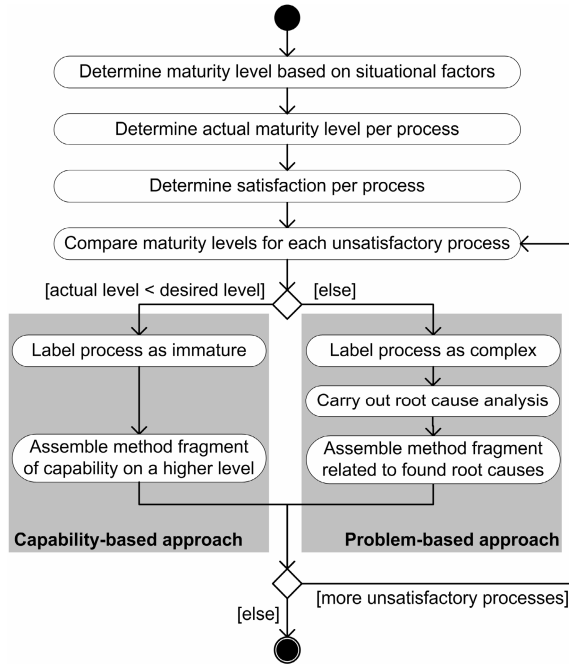 Determine maturity level based on situational factors
Determine actual maturity level per process
Determine satisfaction per process
Compare maturity levels for each unsatisfactory process
[actual level < desired level]
[else]
Label process as immature
Assemble method fragment
of capability on a higher level
Capability-based approach
Label process as complex
Carry out root cause analysis
Assemble method fragment
related to found root causes
Problem-based approach
[more unsatisfactory processes]
[else]